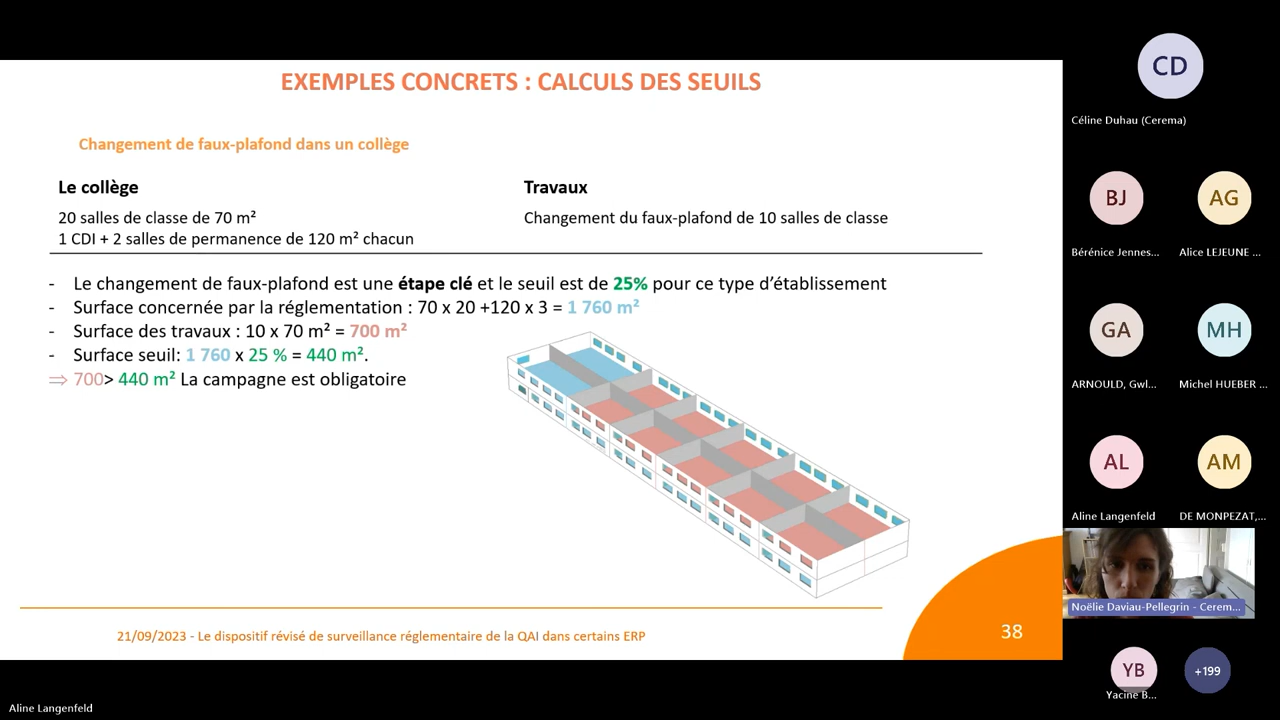 EXEMPLES CONCRETS : CALCULS DES SEUILS
Changement de faux-plafond dans un collège
Le collège
20 salles de classe de 70 m²
1 CDI + 2 salles de permanence de 120 m² chacun
Travaux
Changement du faux-plafond de 10 salles de classe
- Le changement de faux-plafond est une étape clé et le seuil est de 25% pour ce type d'établissement
- Surface concernée par la réglementation : 70 x 20 +120 x 3 = 1 760 m²
- Surface des travaux : 10 x 70 m² = 700 m²
- Surface seuil: 1 760 x 25 % = 440 m².
⇒ 700> 440 m² La campagne est obligatoire
21/09/2023 - Le dispositif révisé de surveillance réglementaire de la QAI dans certains ERP
38
CD
Céline Duhau (Cerema)
BJ
Bérénice Jennes...
AG
Alice LEJEUNE ...
GA
ARNOULD, Gwl...
MH
Michel HUEBER ...
AL
Aline Langenfeld
AM
DE MONPEZAT,...
Noëlie Daviau-Pellegrin - Cerem...
YB
Yacine B...
+199
Aline Langenfeld